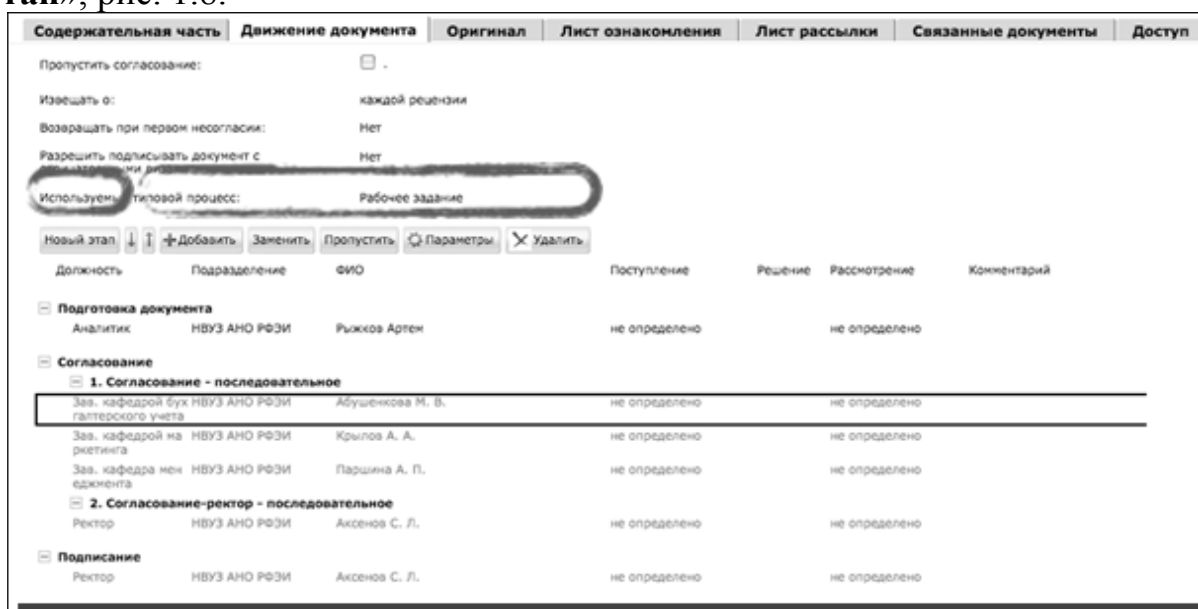 рис. 1.8.
Содержательная часть Движение документа Оригинал Лист ознакомления Лист рассылки Связанные документы Доступ
Пропустить согласование: .
Извещать о: каждой рецензии
Возвращать при первом несогласии: Нет
Разрешить подписывать документ с Нет
типовой процесс: Рабочее задание
Новый этап ↓ ↑ Добавить Заменить Пропустить Параметры Удалить
Должность Подразделение ФИО Поступление Решение Рассмотрение Комментарий
Подготовка документа
Аналитик НВУЗ АНО РФЭИ Рыжков Артем не определено не определено
Согласование
1. Согласование - последовательное
Зав. кафедрой бух НВУЗ АНО РФЭИ Абушенкова М. В. не определено не определено
галтерского учета
Зав. кафедрой ма НВУЗ АНО РФЭИ Крылов А. А. не определено не определено
ркетинга
Зав. кафедра мен НВУЗ АНО РФЭИ Паршина А. П. не определено не определено
еджмента
2. Согласование-ректор - последовательное
Ректор НВУЗ АНО РФЭИ Аксенов С. Л. не определено не определено
Подписание
Ректор НВУЗ АНО РФЭИ Аксенов С. Л. не определено не определено